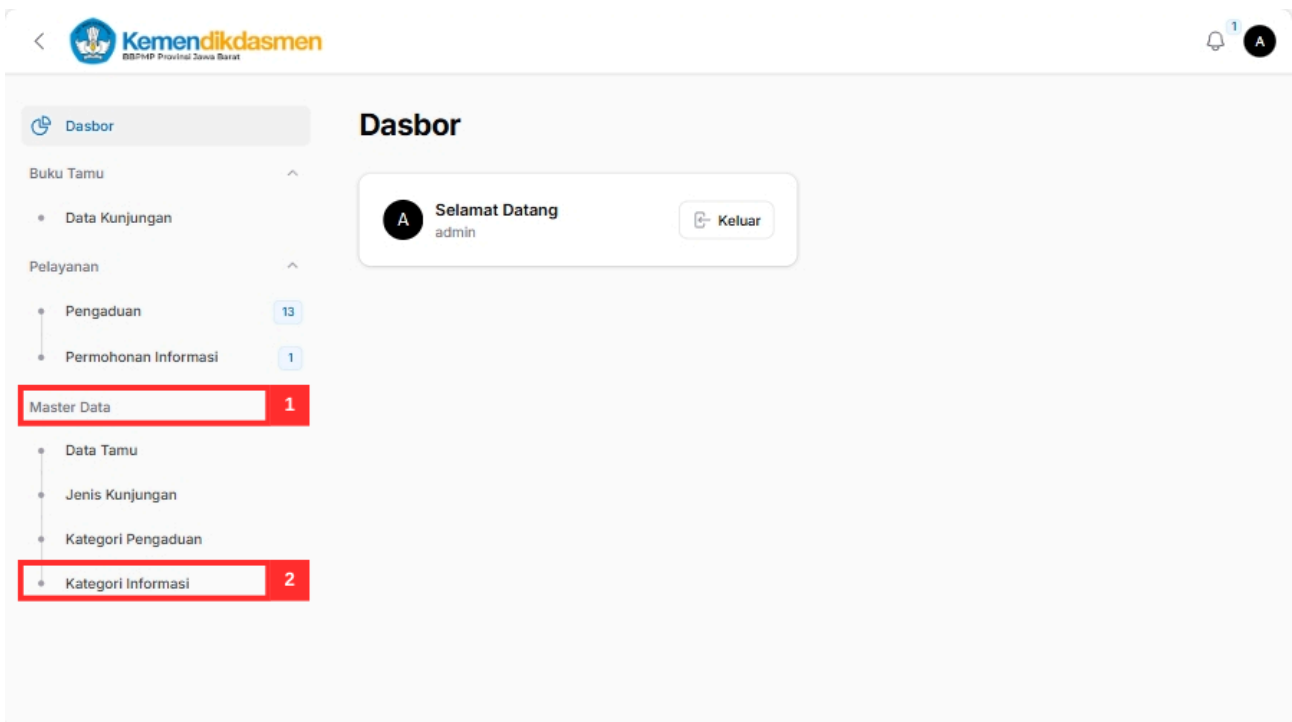 Kemendikdasmen
BBPMP Provinsi Jawa Barat
1
A
Dasbor
Buku Tamu
Data Kunjungan
Pelayanan
Pengaduan 13
Permohonan Informasi 1
Master Data 1
Data Tamu
Jenis Kunjungan
Kategori Pengaduan
Kategori Informasi 2
Dasbor
A
Selamat Datang
admin
Keluar